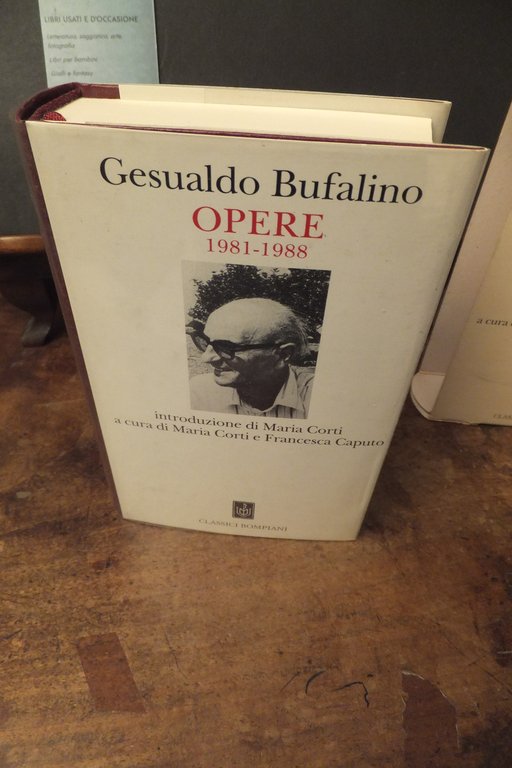 LIBRI USATI E D'OCCASIONE
Letteratura, saggistica, arte,
fotografia
Libri per bambini
Gialli e fantasy
Gesualdo Bufalino
OPERE
1981-1988
introduzione di Maria Corti
a cura di Maria Corti e Francesca Caputo
CLASSICI BOMPIANI
a cura
CLASS